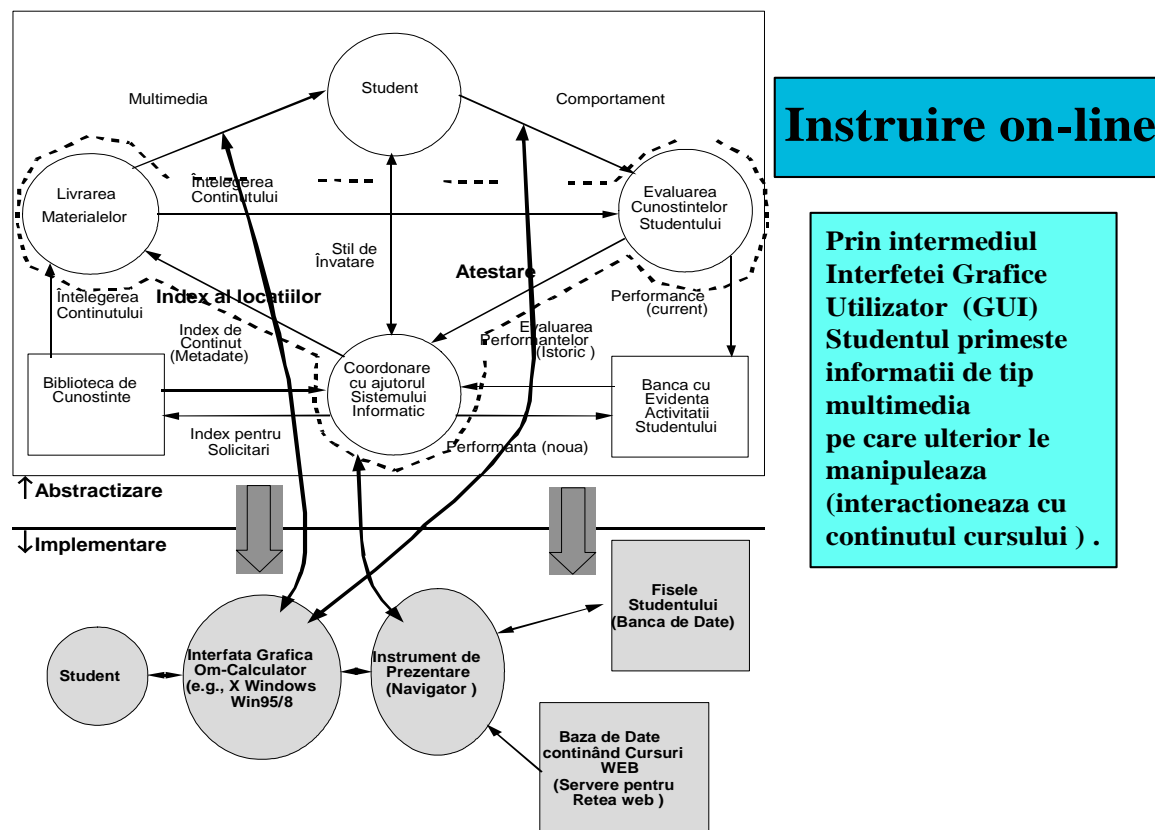 Instruire on-line
Student
Multimedia
Comportament
Livrarea
Materialelor
Întelegerea
Continutului
Evaluarea
Cunostintelor
Studentului
Stil de
Învatare
Atestare
Index al locatiilor
Întelegerea
Continutului
Performance
(current)
Index de
Continut
(Metadate)
Evaluarea
Performantelor
(Istoric )
Biblioteca de
Cunostinte
Coordonare
cu ajutorul
Sistemului
Informatic
Banca cu
Evidenta
Activitatii
Studentului
Index pentru
Solicitari
Performanta (noua)
↑Abstractizare
↓Implementare
Student
Interfata Grafica
Om-Calculator
(e.g., X Windows
Win95/8
Instrument de
Prezentare
(Navigator )
Fisele
Studentului
(Banca de Date)
Baza de Date
continând Cursuri
WEB
(Servere pentru
Retea web )
Prin intermediul
Interfetei Grafice
Utilizator (GUI)
Studentul primeste
informatii de tip
multimedia
pe care ulterior le
manipuleaza
(interactioneaza cu
continutul cursului ) .